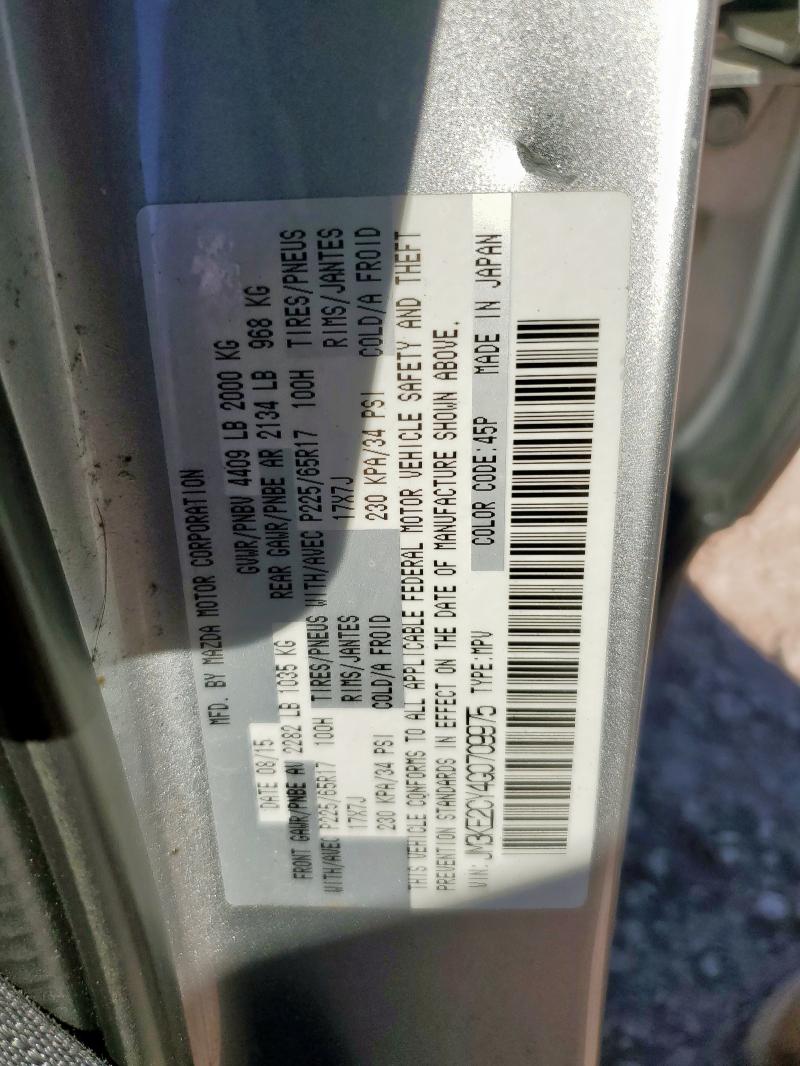 MFD. BY MAZDA MOTOR CORPORATION
DATE 08/15 GVWR/PNBV 4409 LB 2000 KG
FRONT GAWR/PNBE AV 2282 LB 1035 KG REAR GAWR/PNBE AR 2134 LB 968 KG
WITH/AVEC P225/65R17 100H TIRES/PNEUS WITH/AVEC P225/65R17 100H TIRES/PNEUS
17X7J RIMS/JANTES 17X7J RIMS/JANTES
230 KPA/34 PSI COLD/A FROID 230 KPA/34 PSI COLD/A FROID
THIS VEHICLE CONFORMS TO ALL APPLICABLE FEDERAL MOTOR VEHICLE SAFETY AND THEFT
PREVENTION STANDARDS IN EFFECT ON THE DATE OF MANUFACTURE SHOWN ABOVE.
VIN: JM3KE2CY4G0709975 TYPE:MPV COLOR CODE:45P MADE IN JAPAN